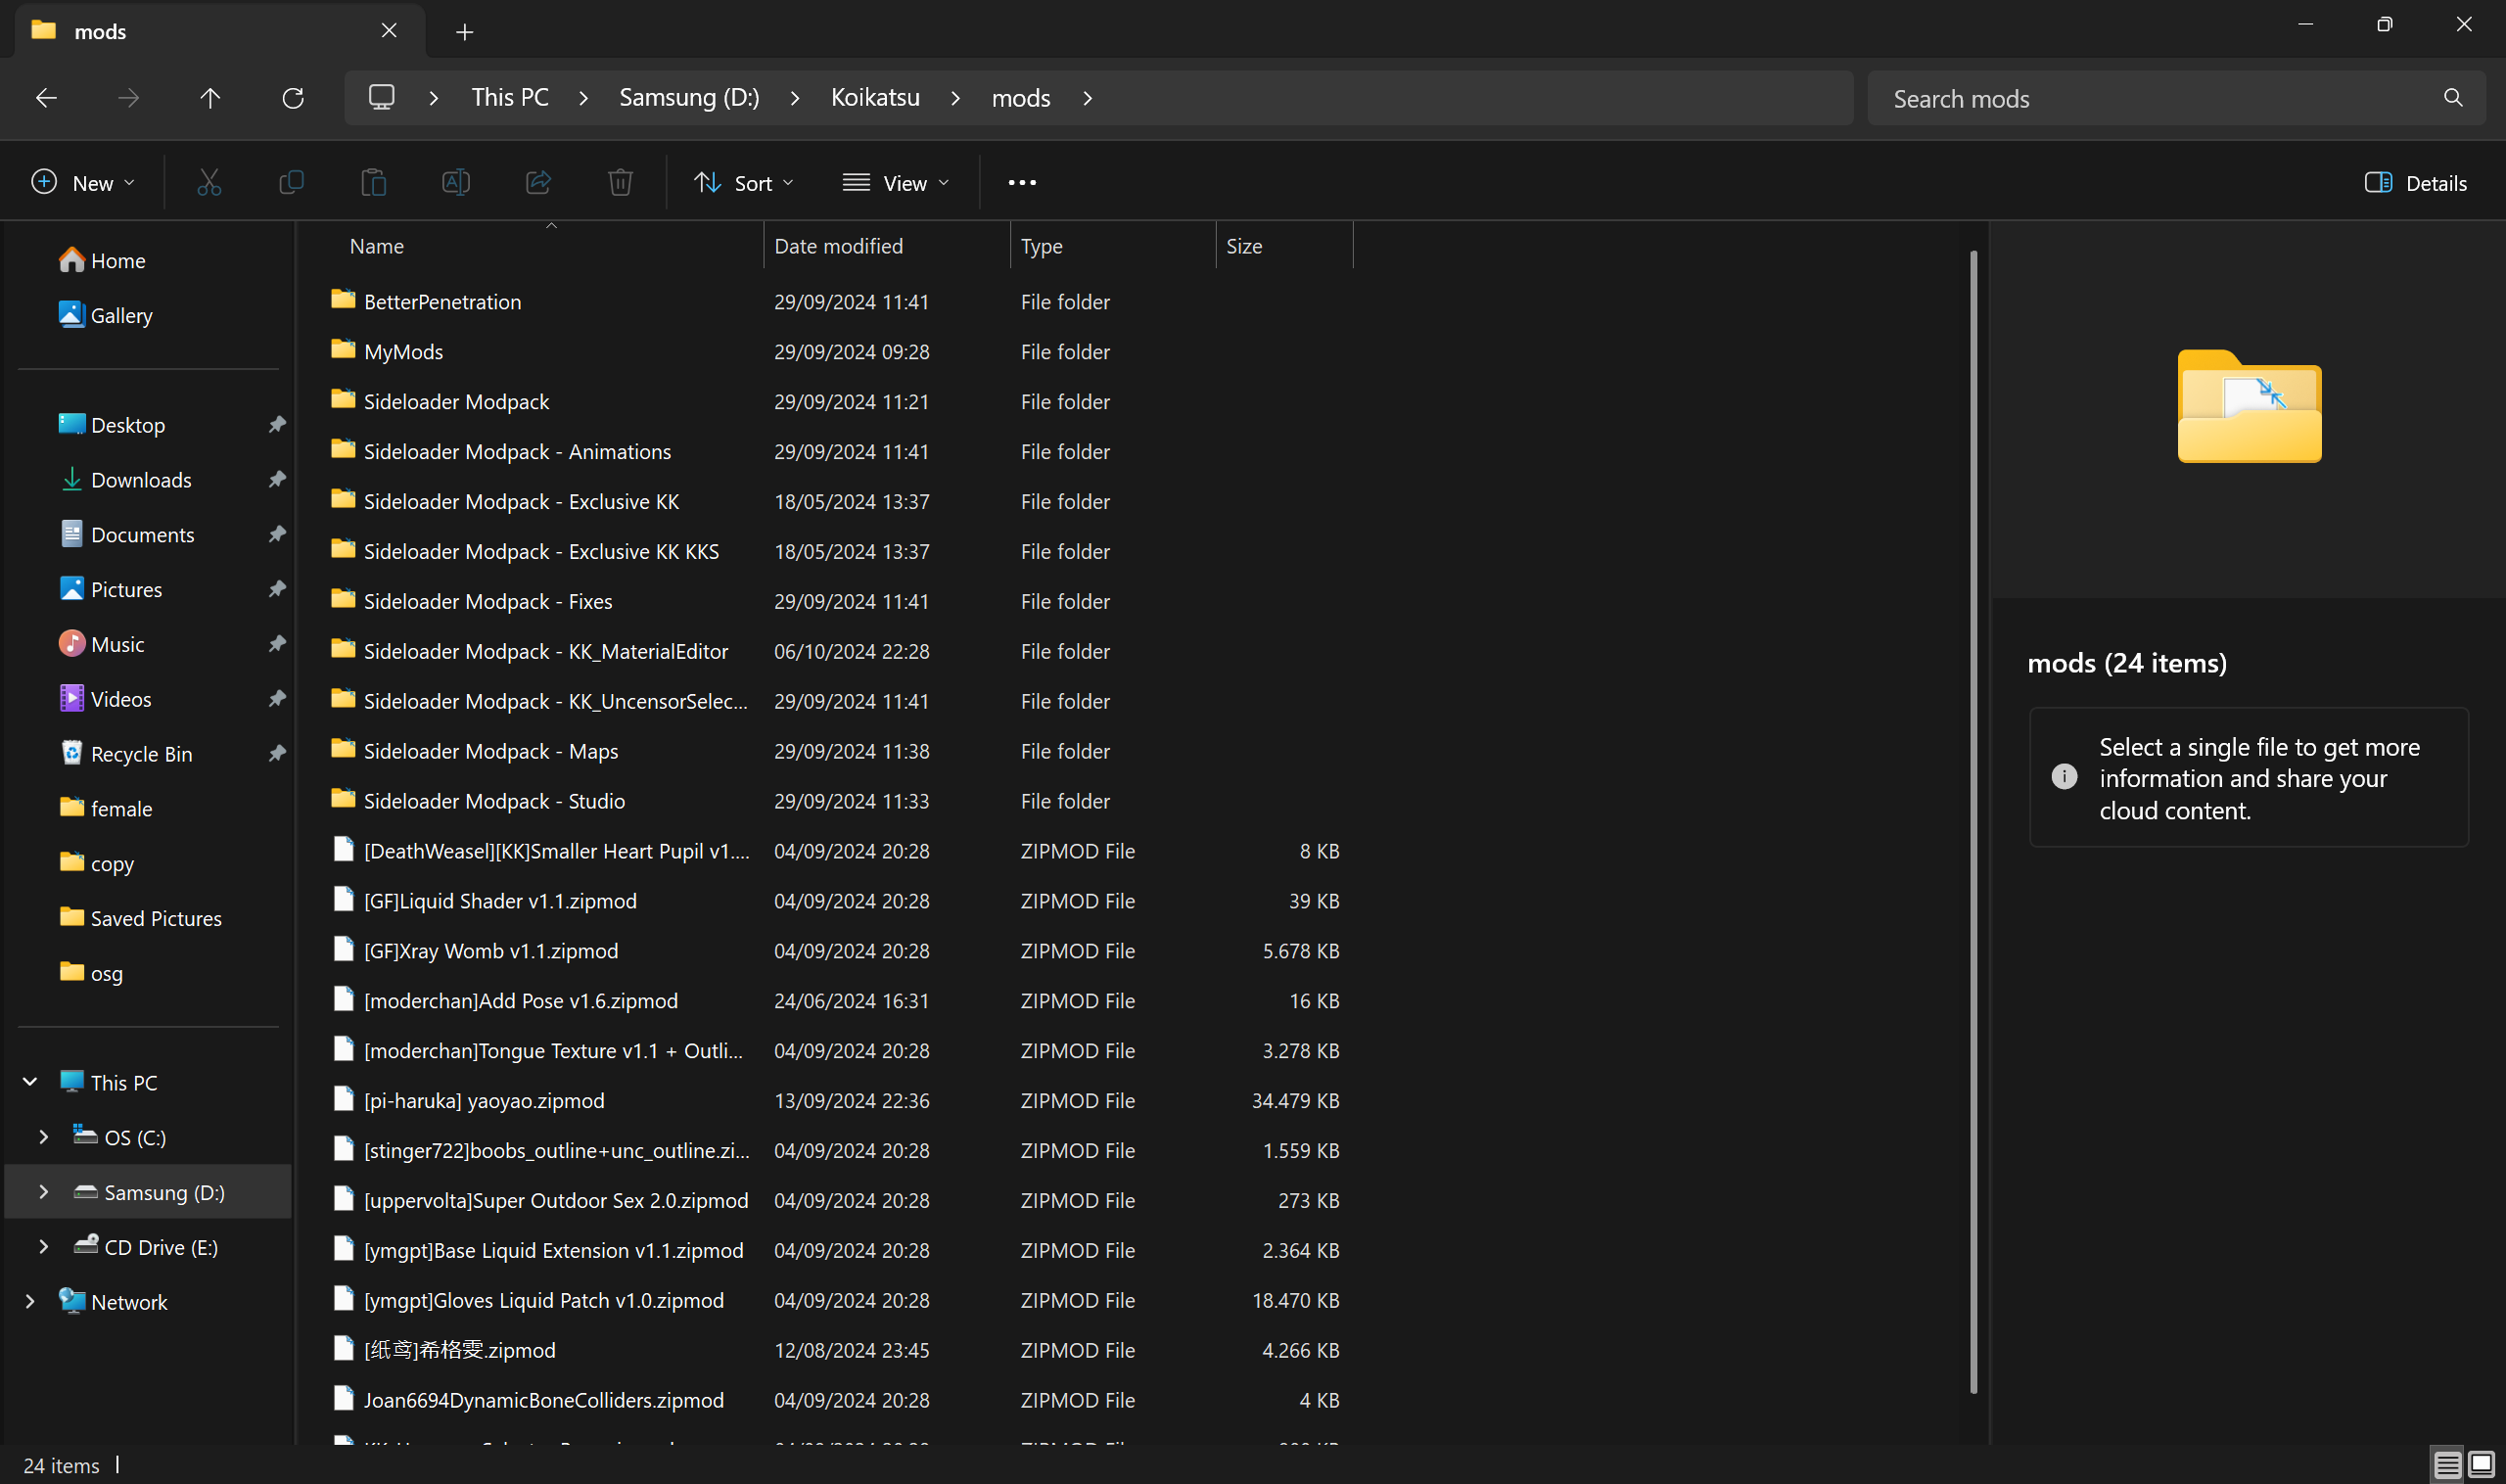 mods
This PC > Samsung (D:) > Koikatsu > mods >
Search mods
New
Sort
View
Details
Home
Gallery
Desktop
Downloads
Documents
Pictures
Music
Videos
Recycle Bin
female
copy
Saved Pictures
osg
This PC
OS (C:)
Samsung (D:)
CD Drive (E:)
Network
Name Date modified Type Size
BetterPenetration 29/09/2024 11:41 File folder
MyMods 29/09/2024 09:28 File folder
Sideloader Modpack 29/09/2024 11:21 File folder
Sideloader Modpack - Animations 29/09/2024 11:41 File folder
Sideloader Modpack - Exclusive KK 18/05/2024 13:37 File folder
Sideloader Modpack - Exclusive KK KKS 18/05/2024 13:37 File folder
Sideloader Modpack - Fixes 29/09/2024 11:41 File folder
Sideloader Modpack - KK_MaterialEditor 06/10/2024 22:28 File folder
Sideloader Modpack - KK_UncensorSelec... 29/09/2024 11:41 File folder
Sideloader Modpack - Maps 29/09/2024 11:38 File folder
Sideloader Modpack - Studio 29/09/2024 11:33 File folder
[DeathWeasel][KK]Smaller Heart Pupil v1.... 04/09/2024 20:28 ZIPMOD File 8 KB
[GF]Liquid Shader v1.1.zipmod 04/09/2024 20:28 ZIPMOD File 39 KB
[GF]Xray Womb v1.1.zipmod 04/09/2024 20:28 ZIPMOD File 5.678 KB
[moderchan]Add Pose v1.6.zipmod 24/06/2024 16:31 ZIPMOD File 16 KB
[moderchan]Tongue Texture v1.1 + Outli... 04/09/2024 20:28 ZIPMOD File 3.278 KB
[pi-haruka] yaoyao.zipmod 13/09/2024 22:36 ZIPMOD File 34.479 KB
[stinger722]boobs_outline+unc_outline.zi... 04/09/2024 20:28 ZIPMOD File 1.559 KB
[uppervolta]Super Outdoor Sex 2.0.zipmod 04/09/2024 20:28 ZIPMOD File 273 KB
[ymgpt]Base Liquid Extension v1.1.zipmod 04/09/2024 20:28 ZIPMOD File 2.364 KB
[ymgpt]Gloves Liquid Patch v1.0.zipmod 04/09/2024 20:28 ZIPMOD File 18.470 KB
[纸鸢]希格雯.zipmod 12/08/2024 23:45 ZIPMOD File 4.266 KB
Joan6694DynamicBoneColliders.zipmod 04/09/2024 20:28 ZIPMOD File 4 KB
mods (24 items)
Select a single file to get more
information and share your
cloud content.
24 items